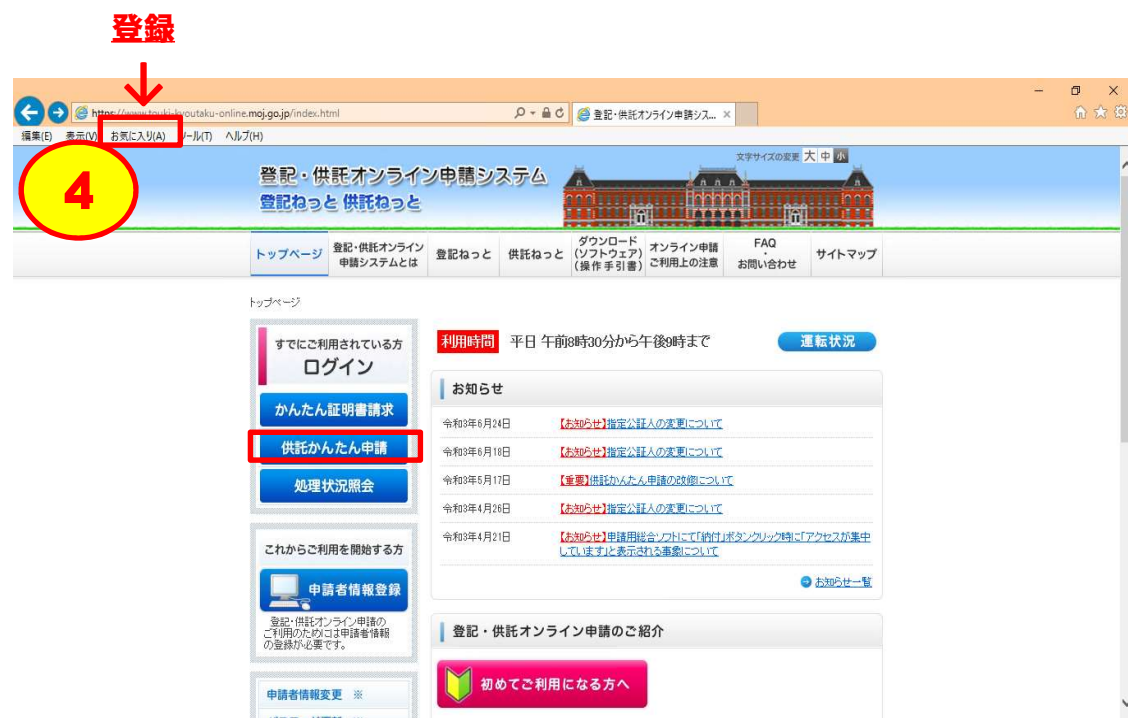 登録
https://www.touki-kyoutaku-online.moj.go.jp/index.html
登記・供託オンライン申請シス... ×
編集(E) 表示(V) お気に入り(A) ツール(T) ヘルプ(H)
4
文字サイズの変更 大 中 小
登記・供託オンライン申請システム
登記ねっと 供託ねっと
トップページ
登記・供託オンライン
申請システムとは
登記ねっと
供託ねっと
ダウンロード
(ソフトウェア)
(操作手引書)
オンライン申請
ご利用上の注意
FAQ
・
お問い合わせ
サイトマップ
トップページ
すでにご利用されている方
ログイン
かんたん証明書請求
供託かんたん申請
処理状況照会
これからご利用を開始する方
申請者情報登録
登記・供託オンライン申請の
ご利用のためには申請者情報
の登録が必要です。
申請者情報変更 ※
利用時間 平日 午前8時30分から午後9時まで
運転状況
お知らせ
令和3年6月24日 【お知らせ】指定公証人の変更について
令和3年6月18日 【お知らせ】指定公証人の変更について
令和3年5月17日 【重要】供託かんたん申請の改修について
令和3年4月26日 【お知らせ】指定公証人の変更について
令和3年4月21日 【お知らせ】申請用総合ソフトにて「納付」ボタンクリック時に「アクセスが集中
しています」と表示される事象について
お知らせ一覧
登記・供託オンライン申請のご紹介
初めてご利用になる方へ